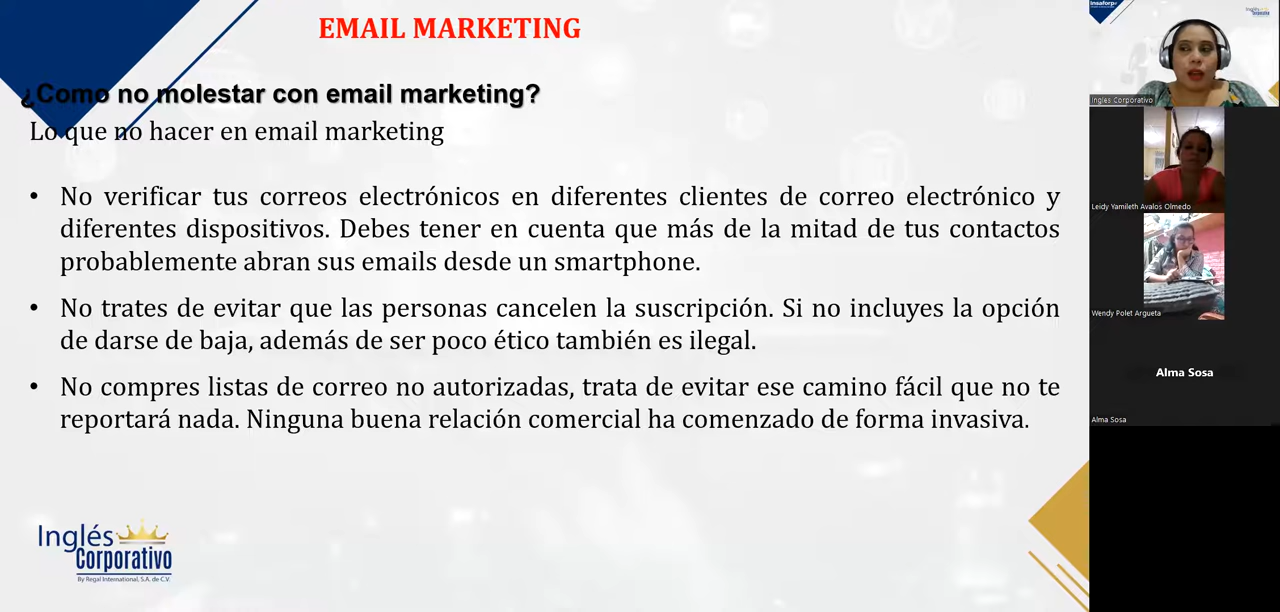 EMAIL MARKETING
¿Como no molestar con email marketing?
Lo que no hacer en email marketing
• No verificar tus correos electrónicos en diferentes clientes de correo electrónico y
diferentes dispositivos. Debes tener en cuenta que más de la mitad de tus contactos
probablemente abran sus emails desde un smartphone.
• No trates de evitar que las personas cancelen la suscripción. Si no incluyes la opción
de darse de baja, además de ser poco ético también es ilegal.
• No compres listas de correo no autorizadas, trata de evitar ese camino fácil que no te
reportará nada. Ninguna buena relación comercial ha comenzado de forma invasiva.
Inglés
Corporativo
By Regal International, S.A. de C.V.
Insaforp
Ingles Corporativo
Leidy Yamileth Avalos Olmedo
Wendy Polet Argueta
Alma Sosa
Alma Sosa